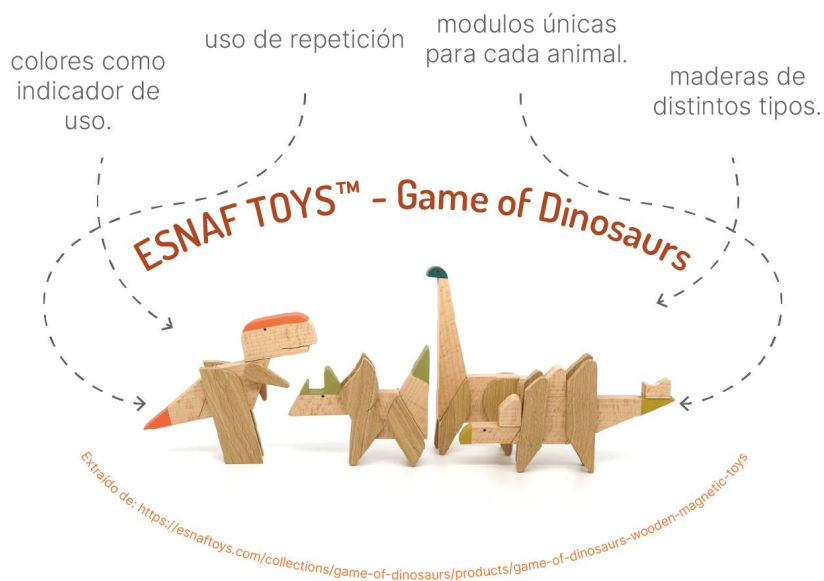 colores como
indicador de
uso.
uso de repetición
modulos únicas
para cada animal.
maderas de
distintos tipos.
ESNAF TOYS™ - Game of Dinosaurs
Extraído de: https://esnaftoys.com/collections/game-of-dinosaurs/products/game-of-dinosaurs-wooden-magnetic-toys